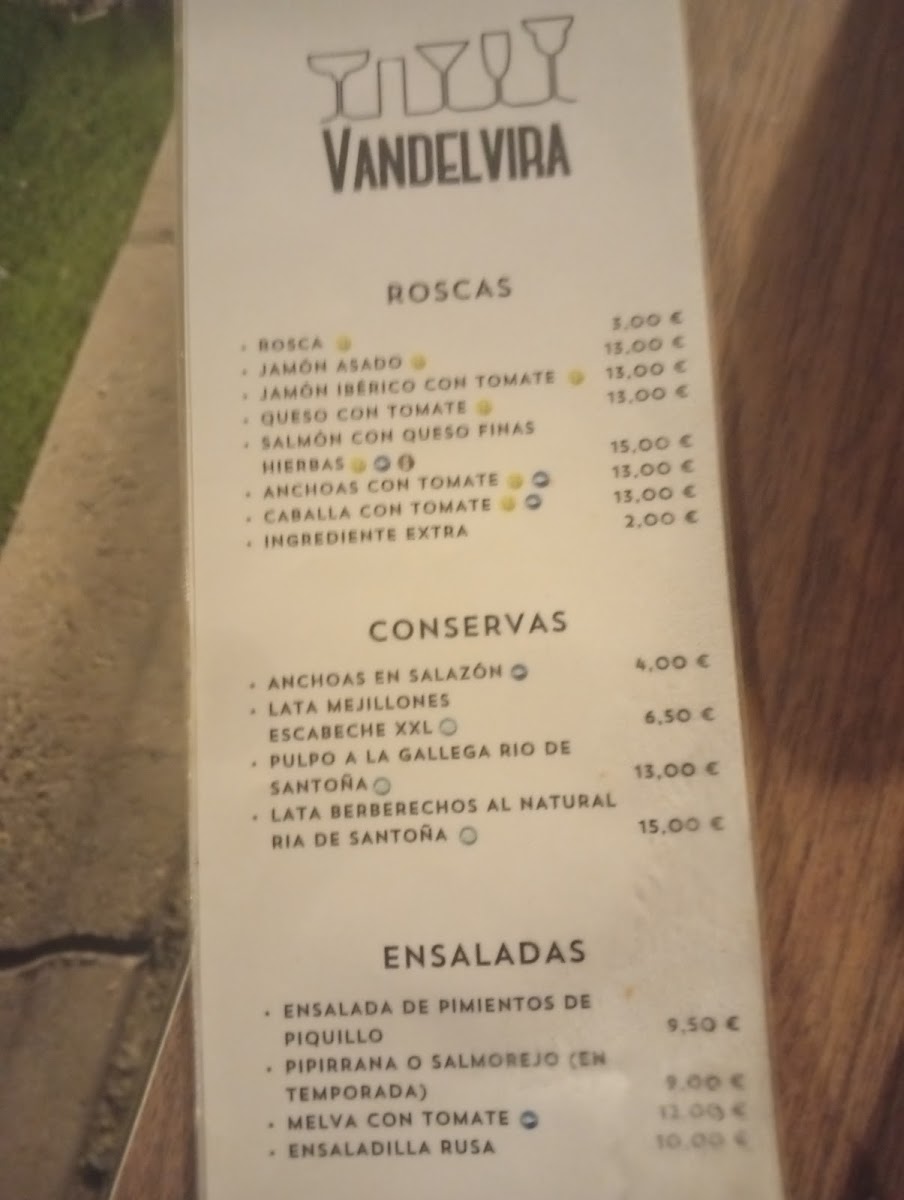 VANDELVIRA
ROSCAS
• ROSCA 3,00 €
• JAMÓN ASADO 13,00 €
• JAMÓN IBÉRICO CON TOMATE 13,00 €
• QUESO CON TOMATE 13,00 €
• SALMÓN CON QUESO FINAS
HIERBAS 15,00 €
• ANCHOAS CON TOMATE 13,00 €
• CABALLA CON TOMATE 13,00 €
• INGREDIENTE EXTRA 2,00 €
CONSERVAS
• ANCHOAS EN SALAZÓN 4,00 €
• LATA MEJILLONES
ESCABECHE XXL 6,50 €
• PULPO A LA GALLEGA RIO DE
SANTOÑA 13,00 €
• LATA BERBERECHOS AL NATURAL
RIA DE SANTOÑA 15,00 €
ENSALADAS
• ENSALADA DE PIMIENTOS DE
PIQUILLO 9,50 €
• PIPIRRANA O SALMOREJO (EN
TEMPORADA) 9,00 €
• MELVA CON TOMATE 12,00 €
• ENSALADILLA RUSA 10,00 €